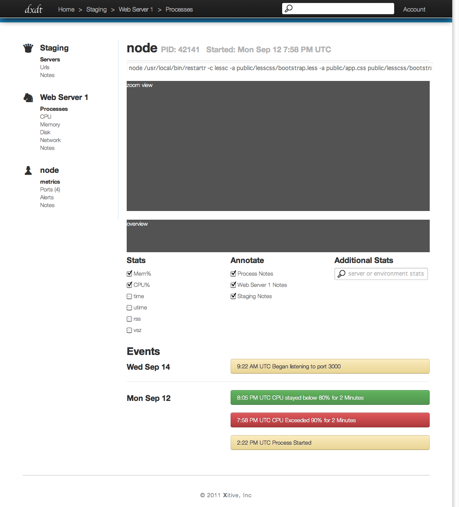 dxdt Home > Staging > Web Server 1 > Processes Account
Staging
Servers
Urls
Notes
Web Server 1
Processes
CPU
Memory
Disk
Network
Notes
node
metrics
Ports (4)
Alerts
Notes
node PID: 42141 Started: Mon Sep 12 7:58 PM UTC
node /usr/local/bin/restartr -c lessc -a public/lesscss/bootstrap.less -a public/app.css public/lesscss/bootstra
zoom view
overview
Stats
Mem%
CPU%
time
utime
rss
vsz
Annotate
Process Notes
Web Server 1 Notes
Staging Notes
Additional Stats
server or environment stats
Events
Wed Sep 14
9:22 AM UTC Began listening to port 3000
Mon Sep 12
8:05 PM UTC CPU stayed below 80% for 2 Minutes
7:58 PM UTC CPU Exceeded 90% for 2 Minutes
2:22 PM UTC Process Started
© 2011 Xitive, Inc